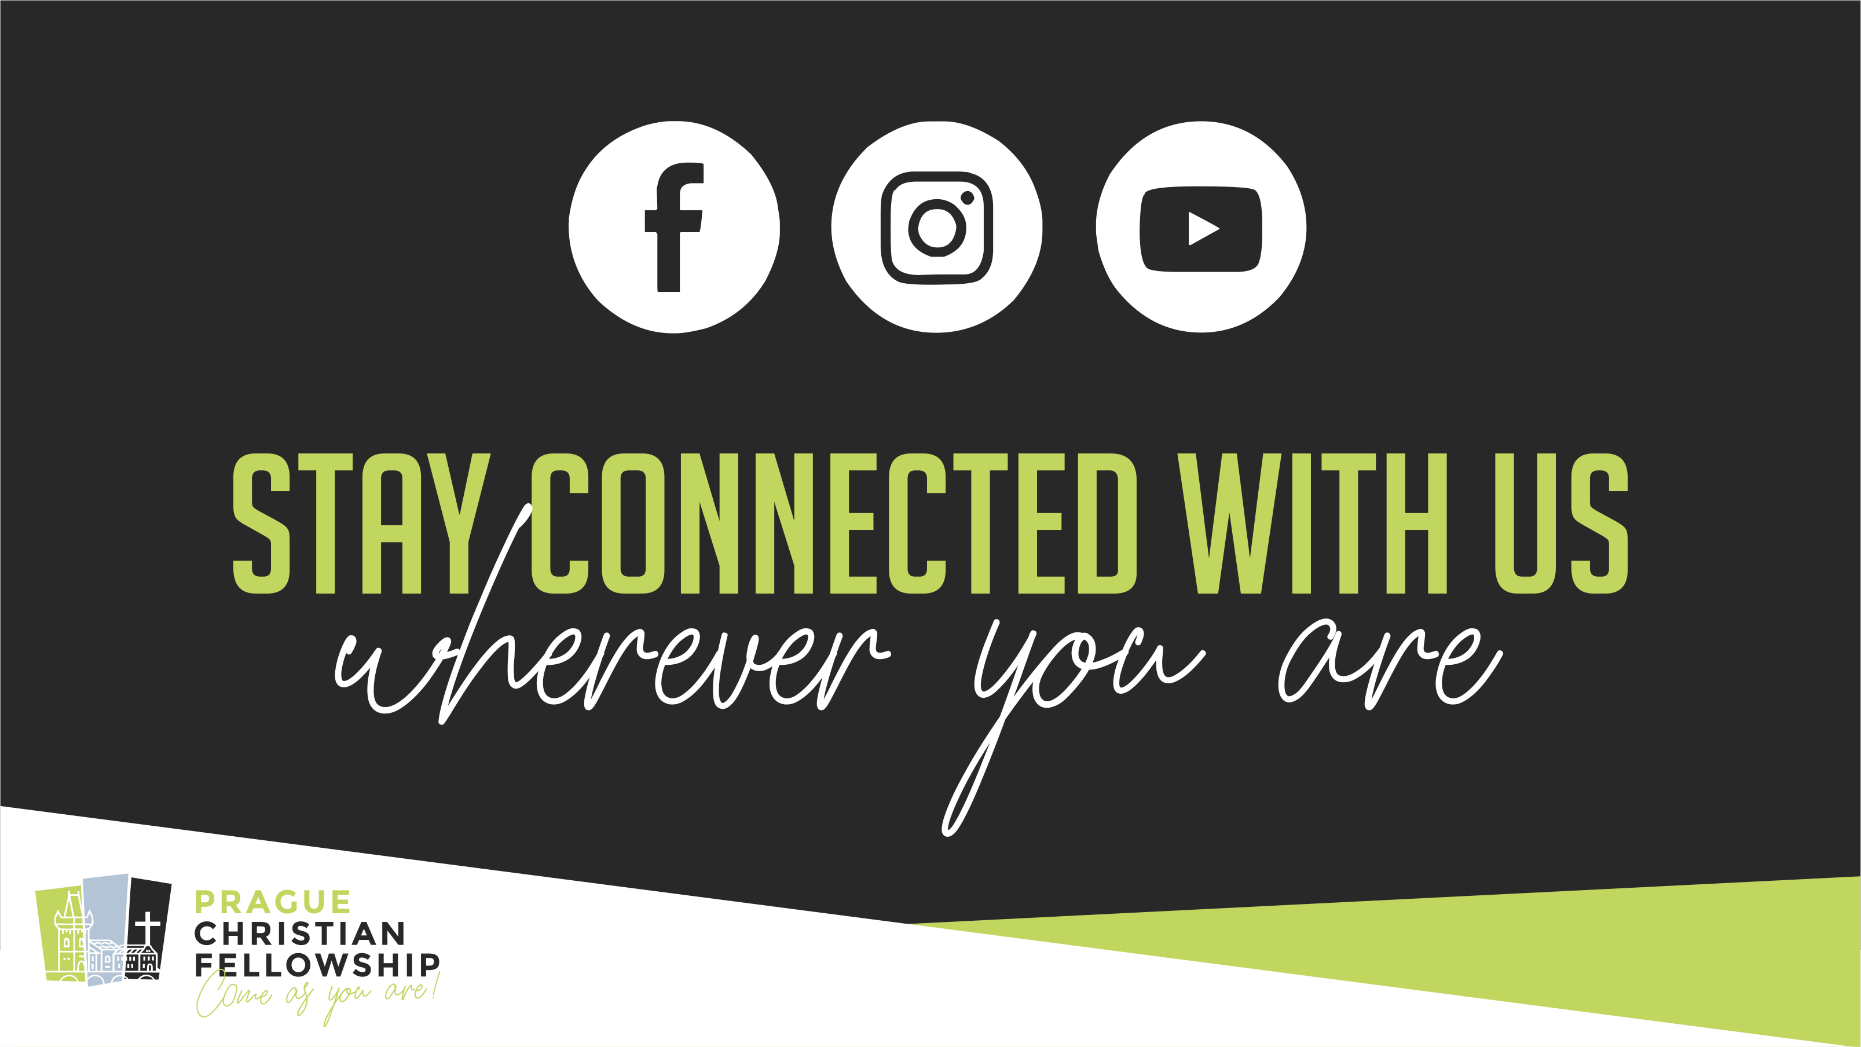 STAY CONNECTED WITH US
wherever you are
PRAGUE
CHRISTIAN
FELLOWSHIP
Come as you are!